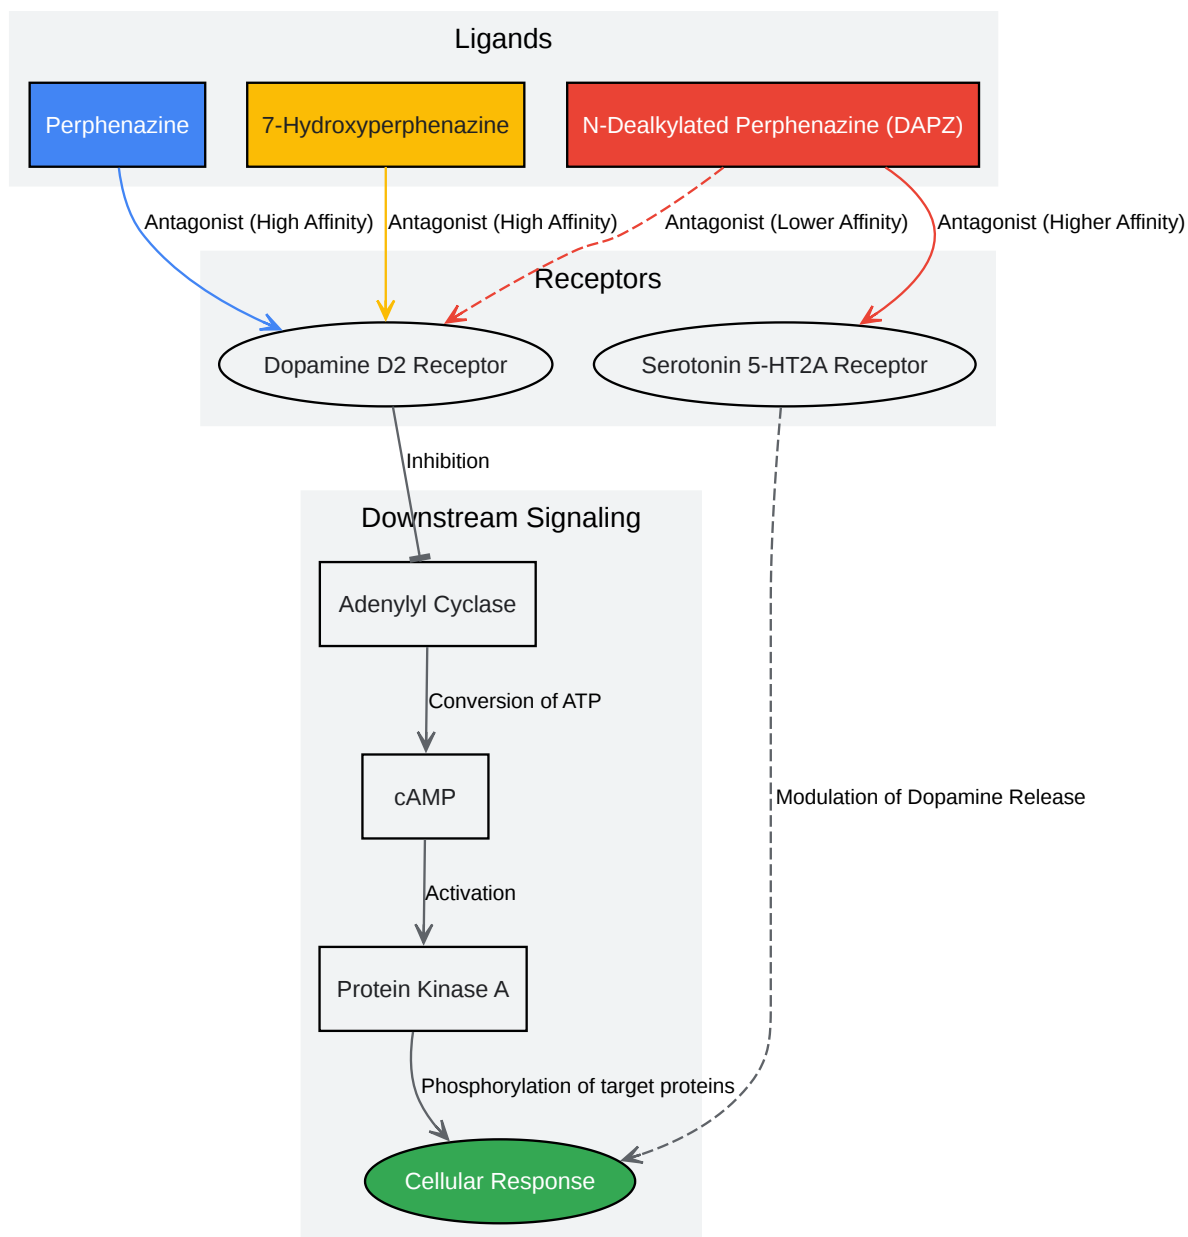 Ligands
Perphenazine
7-Hydroxyperphenazine
N-Dealkylated Perphenazine (DAPZ)
Antagonist (High Affinity)
Antagonist (High Affinity)
Antagonist (Lower Affinity)
Antagonist (Higher Affinity)
Receptors
Dopamine D2 Receptor
Serotonin 5-HT2A Receptor
Inhibition
Downstream Signaling
Adenylyl Cyclase
Conversion of ATP
cAMP
Modulation of Dopamine Release
Activation
Protein Kinase A
Phosphorylation of target proteins
Cellular Response